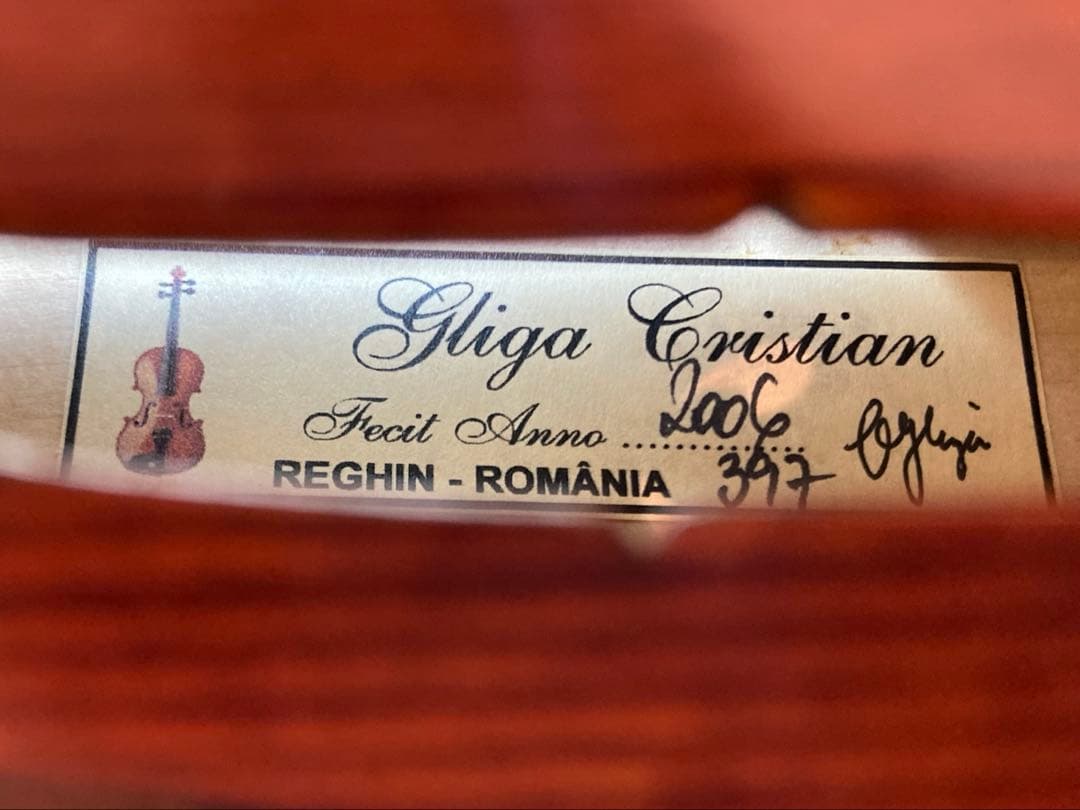 Gliga Cristian
Fecit Anno ............ 2006
REGHIN - ROMÂNIA 397